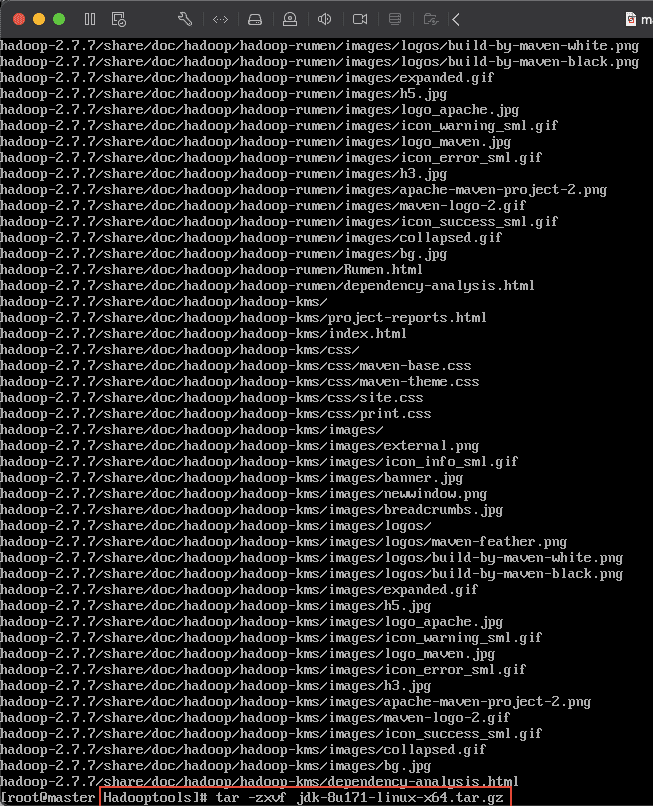 ma
hadoop-2.7.7/share/doc/hadoop/hadoop-rumen/images/logos/build-by-maven-white.png
hadoop-2.7.7/share/doc/hadoop/hadoop-rumen/images/logos/build-by-maven-black.png
hadoop-2.7.7/share/doc/hadoop/hadoop-rumen/images/expanded.gif
hadoop-2.7.7/share/doc/hadoop/hadoop-rumen/images/h5.jpg
hadoop-2.7.7/share/doc/hadoop/hadoop-rumen/images/logo_apache.jpg
hadoop-2.7.7/share/doc/hadoop/hadoop-rumen/images/icon_warning_sml.gif
hadoop-2.7.7/share/doc/hadoop/hadoop-rumen/images/logo_maven.jpg
hadoop-2.7.7/share/doc/hadoop/hadoop-rumen/images/icon_error_sml.gif
hadoop-2.7.7/share/doc/hadoop/hadoop-rumen/images/h3.jpg
hadoop-2.7.7/share/doc/hadoop/hadoop-rumen/images/apache-maven-project-2.png
hadoop-2.7.7/share/doc/hadoop/hadoop-rumen/images/maven-logo-2.gif
hadoop-2.7.7/share/doc/hadoop/hadoop-rumen/images/icon_success_sml.gif
hadoop-2.7.7/share/doc/hadoop/hadoop-rumen/images/collapsed.gif
hadoop-2.7.7/share/doc/hadoop/hadoop-rumen/images/bg.jpg
hadoop-2.7.7/share/doc/hadoop/hadoop-rumen/Rumen.html
hadoop-2.7.7/share/doc/hadoop/hadoop-rumen/dependency-analysis.html
hadoop-2.7.7/share/doc/hadoop/hadoop-kms/
hadoop-2.7.7/share/doc/hadoop/hadoop-kms/project-reports.html
hadoop-2.7.7/share/doc/hadoop/hadoop-kms/index.html
hadoop-2.7.7/share/doc/hadoop/hadoop-kms/css/
hadoop-2.7.7/share/doc/hadoop/hadoop-kms/css/maven-base.css
hadoop-2.7.7/share/doc/hadoop/hadoop-kms/css/maven-theme.css
hadoop-2.7.7/share/doc/hadoop/hadoop-kms/css/site.css
hadoop-2.7.7/share/doc/hadoop/hadoop-kms/css/print.css
hadoop-2.7.7/share/doc/hadoop/hadoop-kms/images/
hadoop-2.7.7/share/doc/hadoop/hadoop-kms/images/external.png
hadoop-2.7.7/share/doc/hadoop/hadoop-kms/images/icon_info_sml.gif
hadoop-2.7.7/share/doc/hadoop/hadoop-kms/images/banner.jpg
hadoop-2.7.7/share/doc/hadoop/hadoop-kms/images/newwindow.png
hadoop-2.7.7/share/doc/hadoop/hadoop-kms/images/breadcrumbs.jpg
hadoop-2.7.7/share/doc/hadoop/hadoop-kms/images/logos/
hadoop-2.7.7/share/doc/hadoop/hadoop-kms/images/logos/maven-feather.png
hadoop-2.7.7/share/doc/hadoop/hadoop-kms/images/logos/build-by-maven-white.png
hadoop-2.7.7/share/doc/hadoop/hadoop-kms/images/logos/build-by-maven-black.png
hadoop-2.7.7/share/doc/hadoop/hadoop-kms/images/expanded.gif
hadoop-2.7.7/share/doc/hadoop/hadoop-kms/images/h5.jpg
hadoop-2.7.7/share/doc/hadoop/hadoop-kms/images/logo_apache.jpg
hadoop-2.7.7/share/doc/hadoop/hadoop-kms/images/icon_warning_sml.gif
hadoop-2.7.7/share/doc/hadoop/hadoop-kms/images/logo_maven.jpg
hadoop-2.7.7/share/doc/hadoop/hadoop-kms/images/icon_error_sml.gif
hadoop-2.7.7/share/doc/hadoop/hadoop-kms/images/h3.jpg
hadoop-2.7.7/share/doc/hadoop/hadoop-kms/images/apache-maven-project-2.png
hadoop-2.7.7/share/doc/hadoop/hadoop-kms/images/maven-logo-2.gif
hadoop-2.7.7/share/doc/hadoop/hadoop-kms/images/icon_success_sml.gif
hadoop-2.7.7/share/doc/hadoop/hadoop-kms/images/collapsed.gif
hadoop-2.7.7/share/doc/hadoop/hadoop-kms/images/bg.jpg
hadoop-2.7.7/share/doc/hadoop/hadoop-kms/dependency-analysis.html
[root@master Hadooptools]# tar -zxvf jdk-8u171-linux-x64.tar.gz